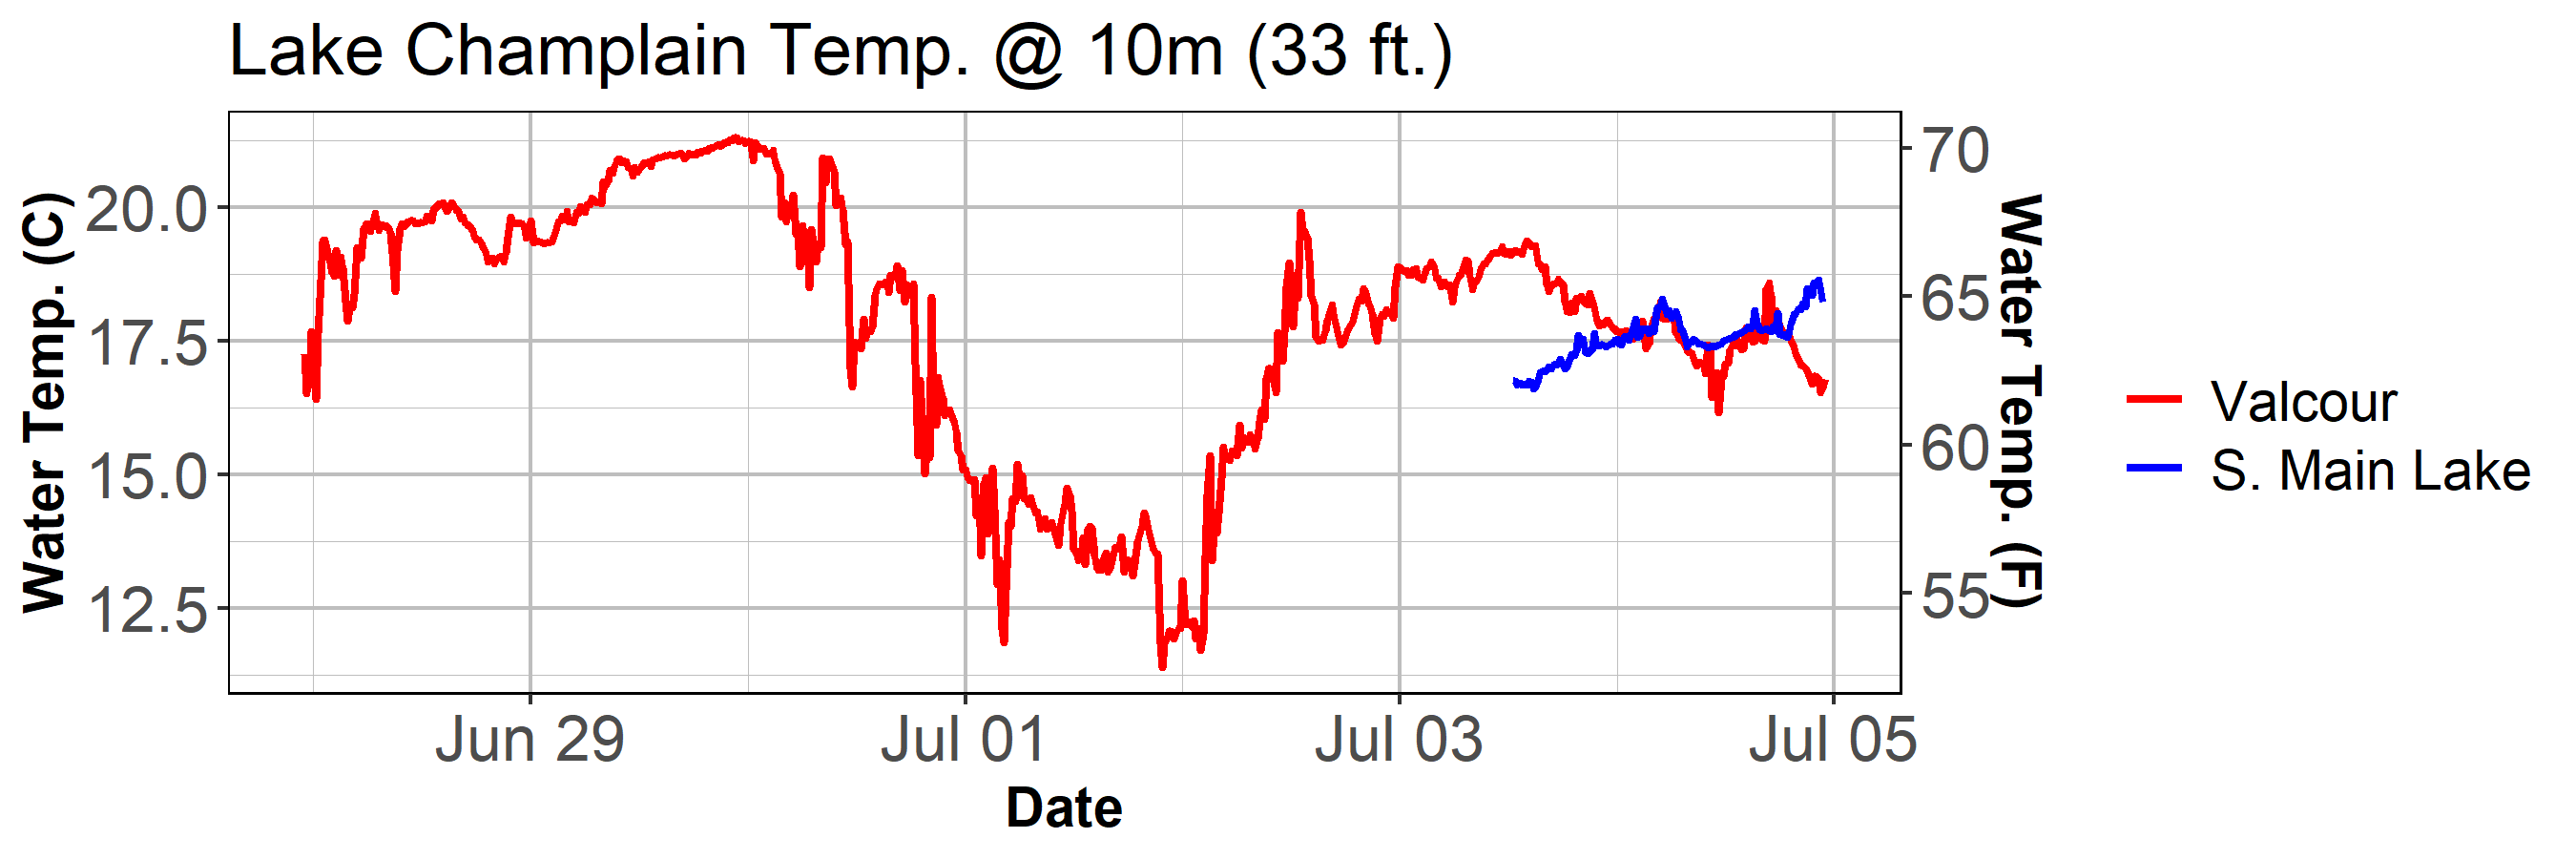 Lake Champlain Temp. @ 10m (33 ft.)
Water Temp. (C)
20.0
17.5
15.0
12.5
70
65
60
55
Water Temp. (F)
Jun 29
Jul 01
Jul 03
Jul 05
Date
Valcour
S. Main Lake